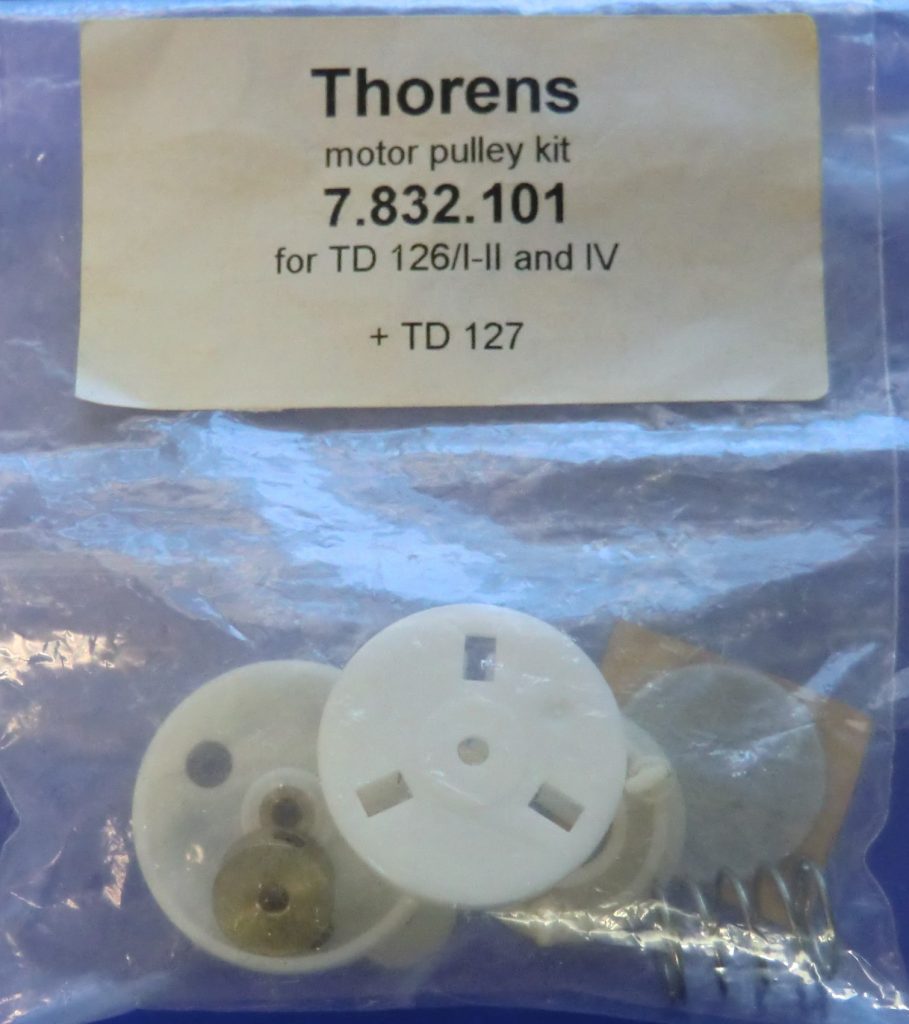 Thorens
motor pulley kit
7.832.101
for TD 126/I-II and IV
+ TD 127